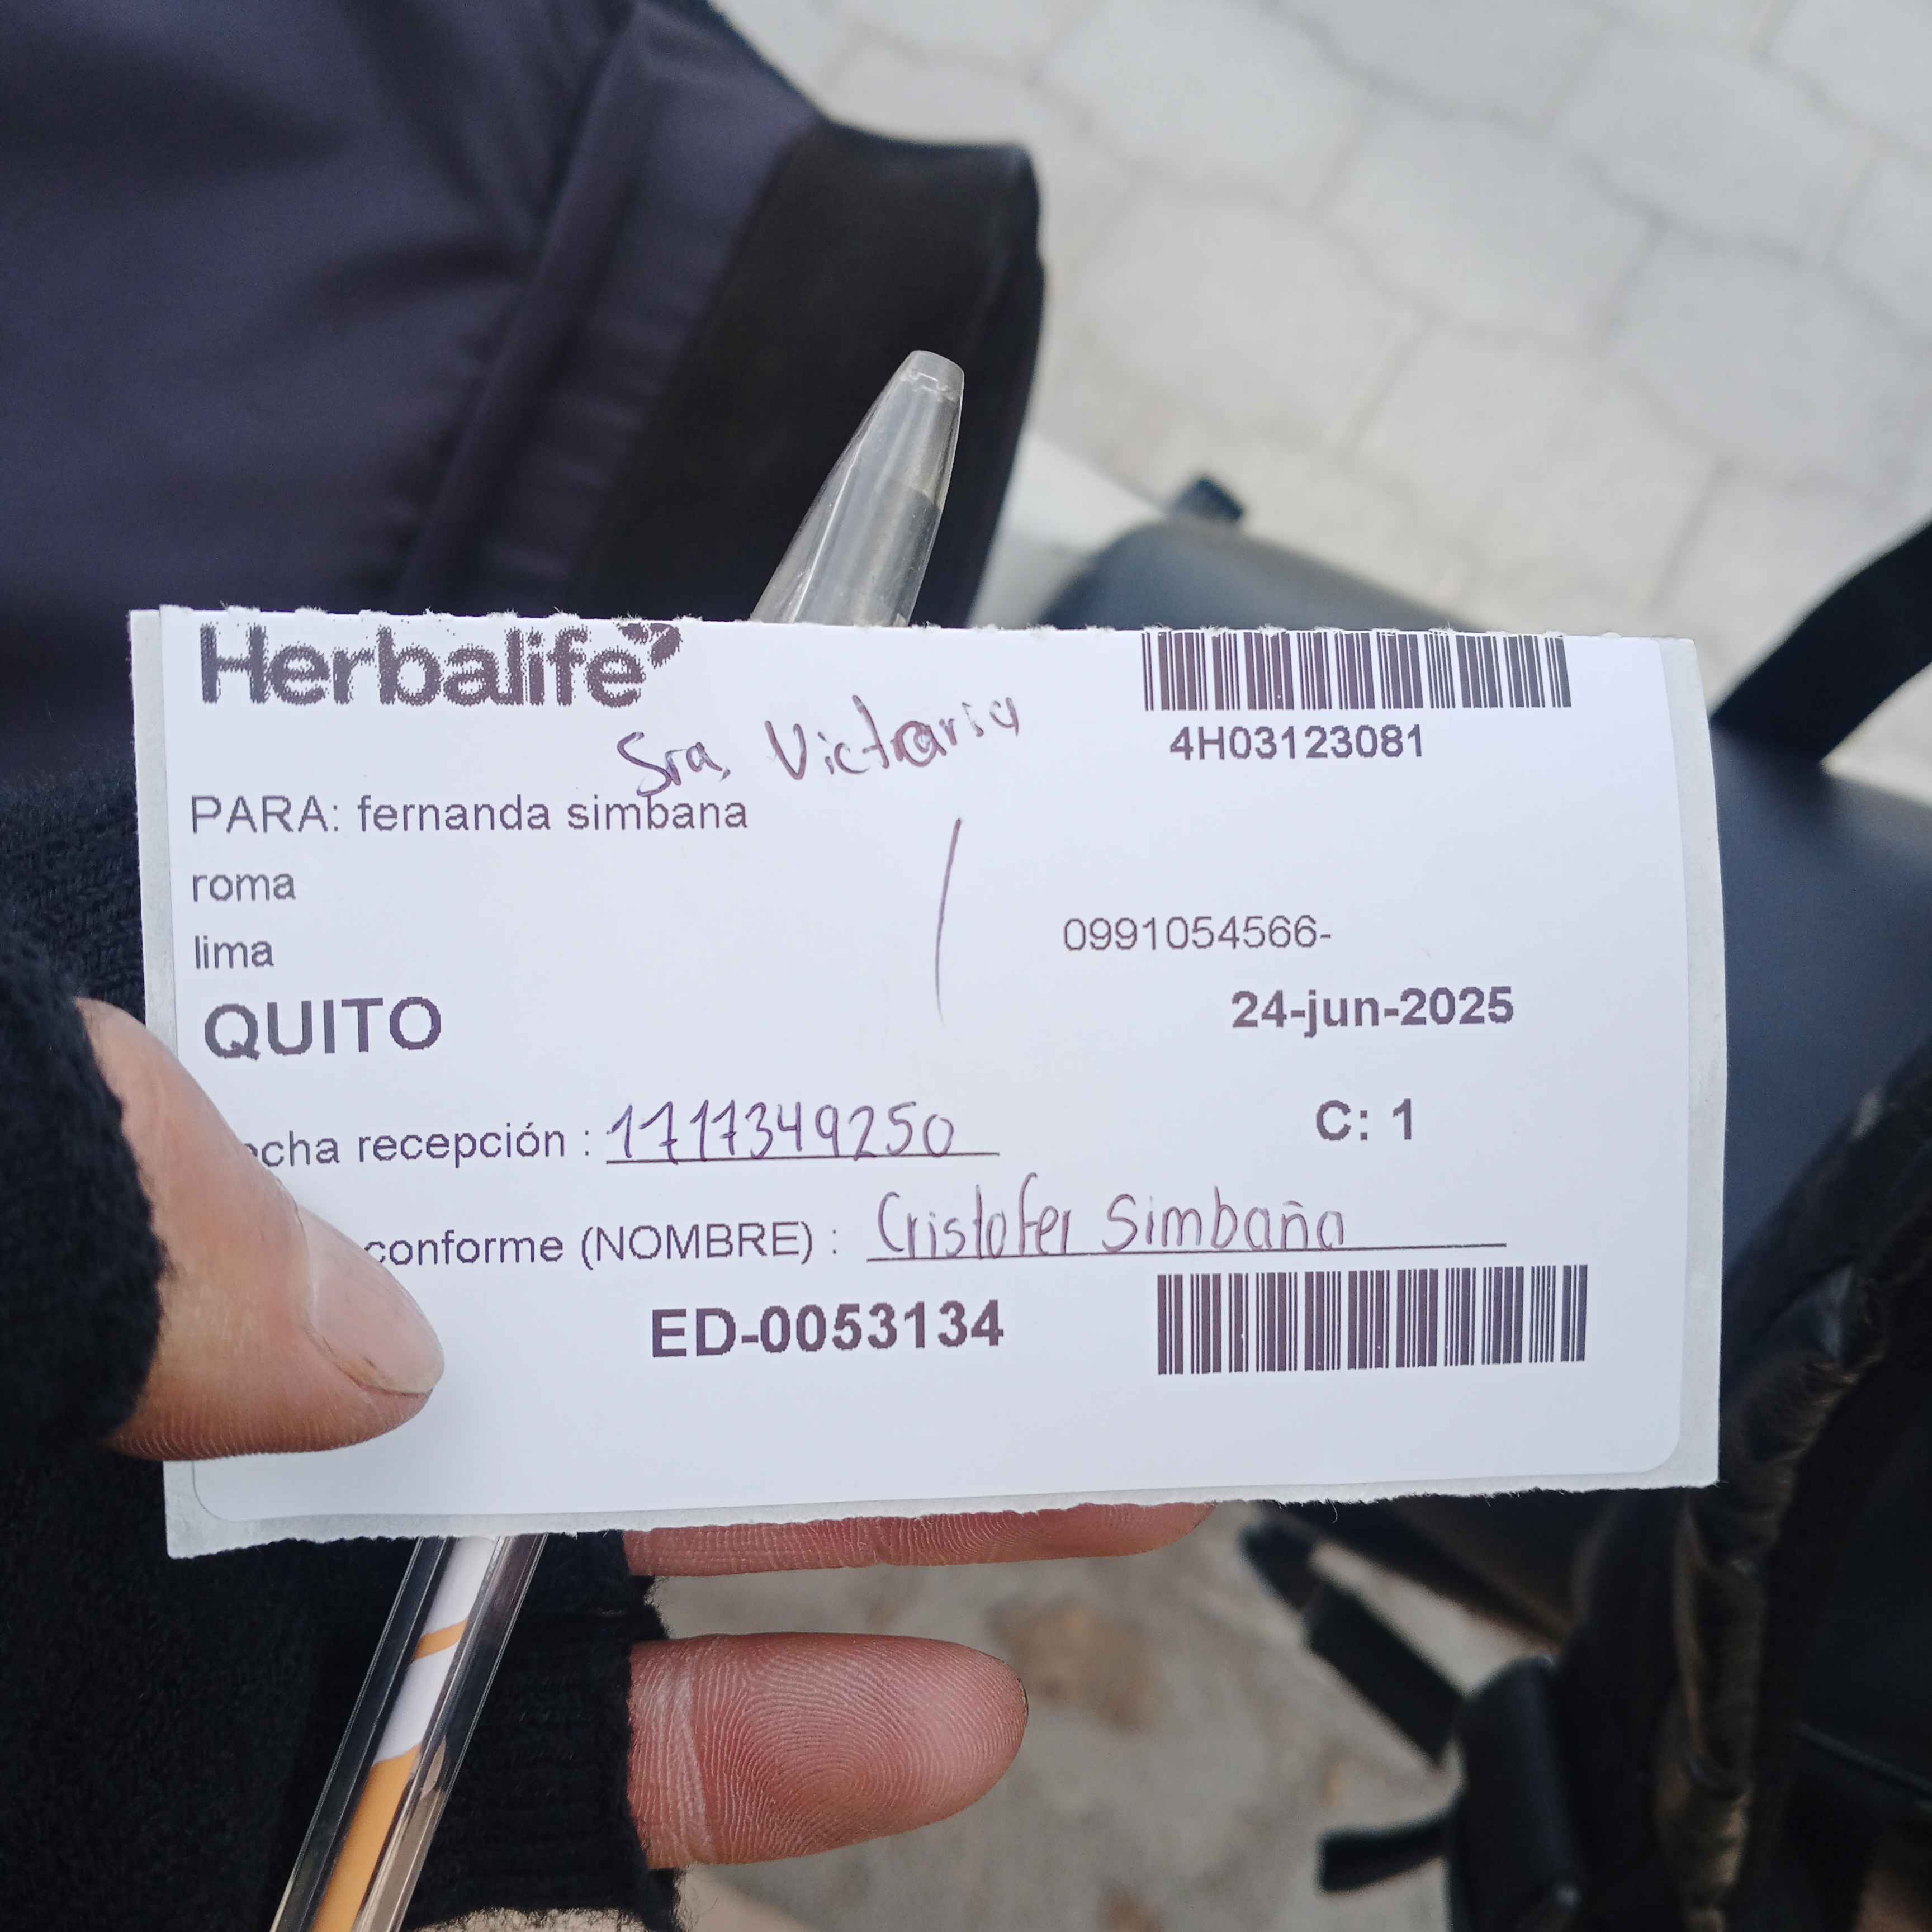 Herbalife
4H03123081
Sra. Victoria
PARA: fernanda simbana
roma
lima
0991054566-
QUITO
24-jun-2025
cha recepción : 1717349250
C: 1
conforme (NOMBRE) : Cristofer Simbaña
ED-0053134